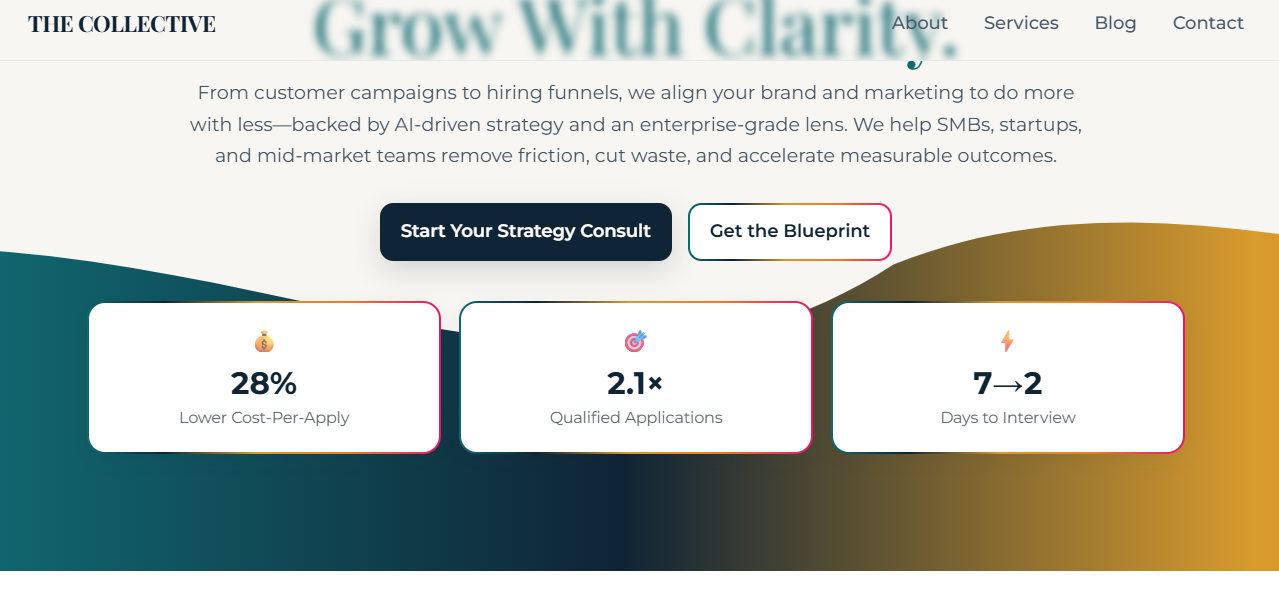 THE COLLECTIVE
About
Services
Blog
Contact
Grow With Clarity.
From customer campaigns to hiring funnels, we align your brand and marketing to do more
with less—backed by AI-driven strategy and an enterprise-grade lens. We help SMBs, startups,
and mid-market teams remove friction, cut waste, and accelerate measurable outcomes.
Start Your Strategy Consult
Get the Blueprint
28%
Lower Cost-Per-Apply
2.1×
Qualified Applications
7→2
Days to Interview